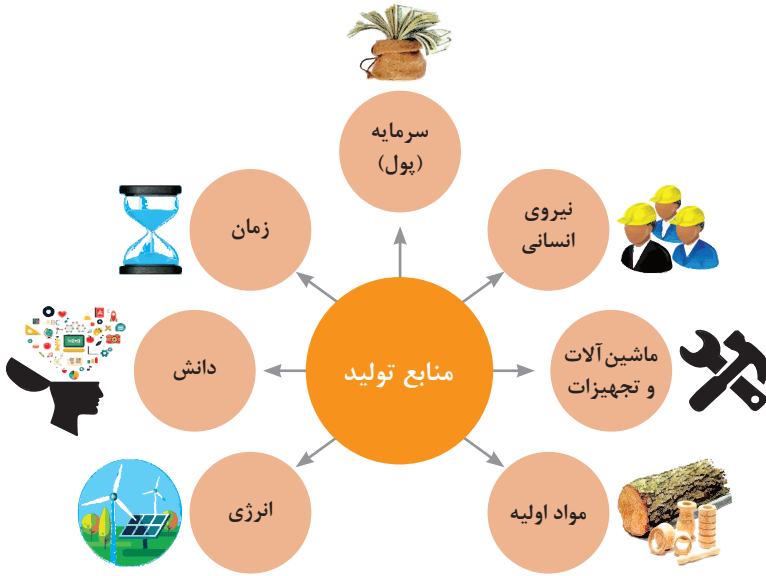 سرمایه
(پول)
نیروی
انسانی
زمان
ماشین‌آلات
و تجهیزات
منابع تولید
دانش
مواد اولیه
انرژی